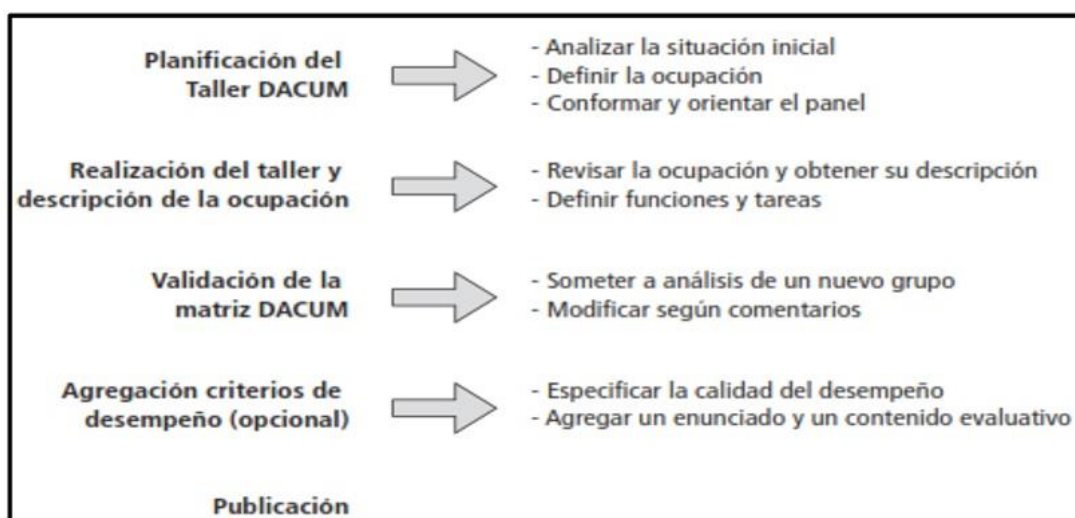 Planificación del
Taller DACUM
- Analizar la situación inicial
- Definir la ocupación
- Conformar y orientar el panel
Realización del taller y
descripción de la ocupación
- Revisar la ocupación y obtener su descripción
- Definir funciones y tareas
Validación de la
matriz DACUM
- Someter a análisis de un nuevo grupo
- Modificar según comentarios
Agregación criterios de
desempeño (opcional)
- Especificar la calidad del desempeño
- Agregar un enunciado y un contenido evaluativo
Publicación